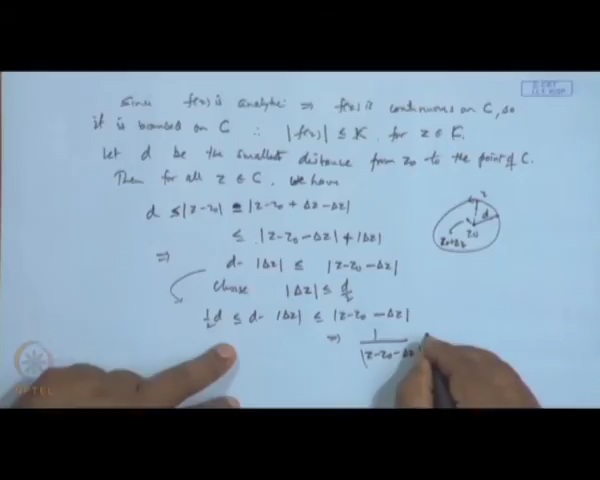 Since f(z) is analytic ⇒ f(z) is continuous on C, so
it is bounded on C ∴ |f(z)| ≤ K for z ∈ C.
Let d be the smallest distance from z0 to the point of C.
Then for all z ∈ C, we have
d ≤ |z-z0| = |z-z0 + Δz - Δz|
≤ |z-z0-Δz| + |Δz|
⇒ d - |Δz| ≤ |z-z0-Δz|
Choose |Δz| ≤ d/2
1/2 d ≤ d - |Δz| ≤ |z-z0-Δz|
⇒ 1/|z-z0-Δz
z
d
z0
z0+Δz
NPTEL